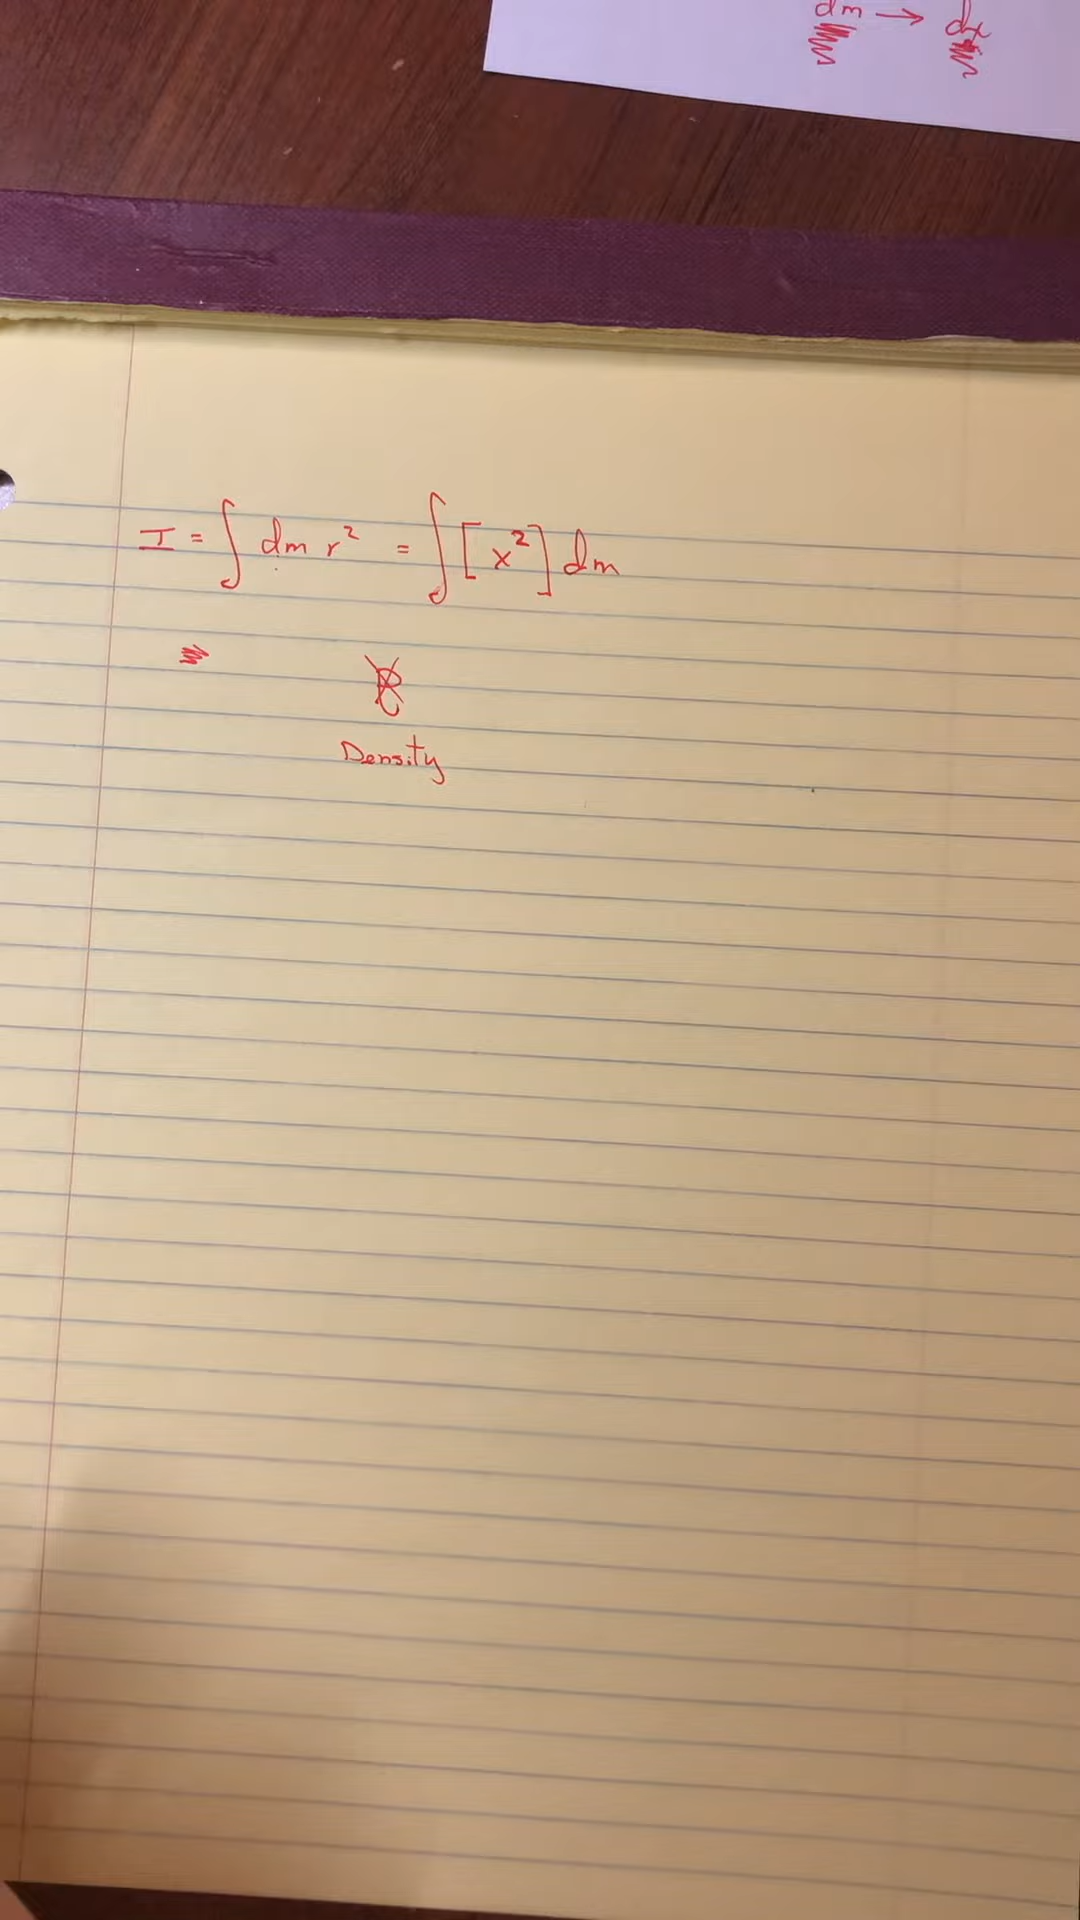 dm → dx
I = ∫ dm r² = ∫ [x²] dm
Density